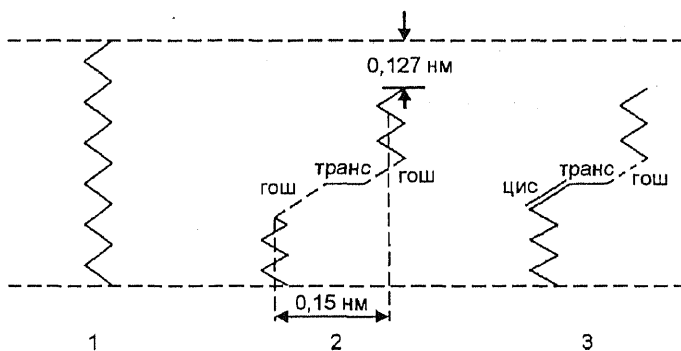 0,127 нм
гош
транс
гош
цис
транс
гош
0,15 нм
1
2
3